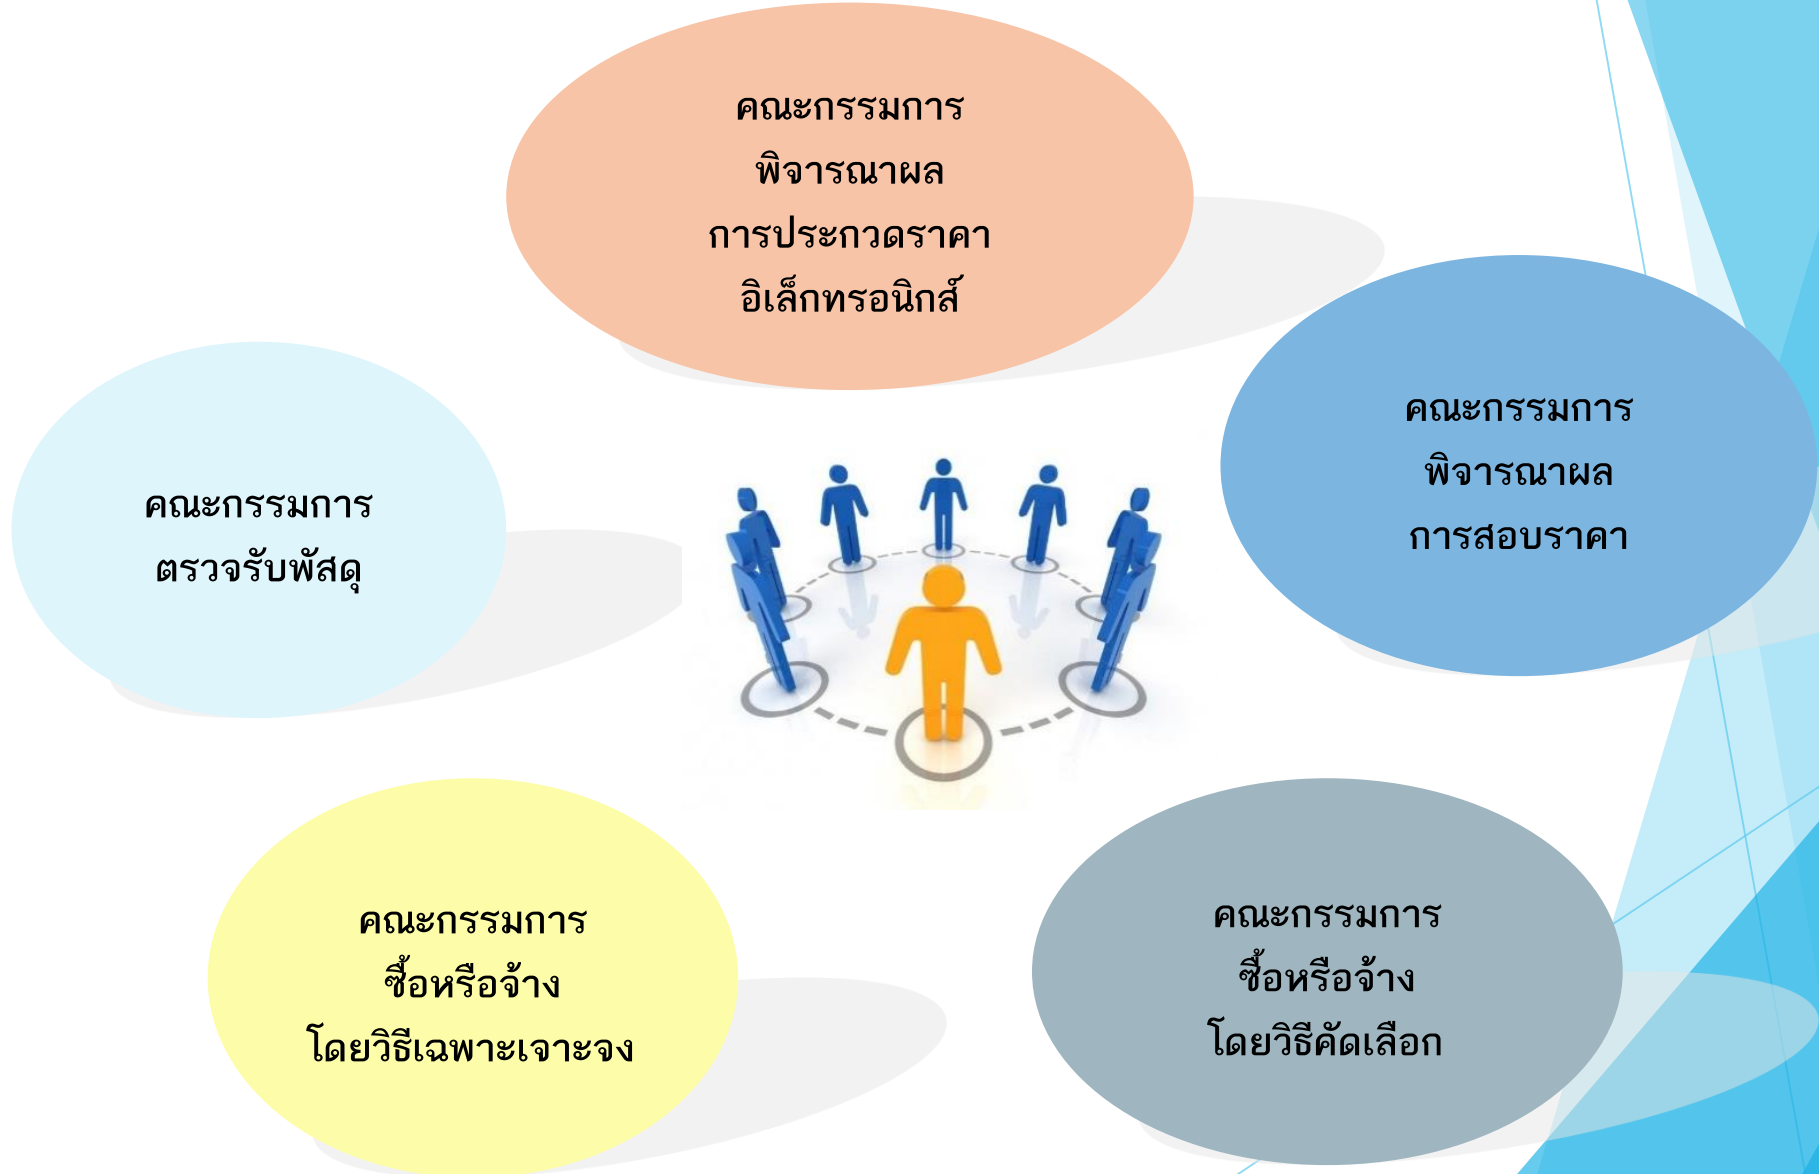 คณะกรรมการ
พิจารณาผล
การประกวดราคา
อิเล็กทรอนิกส์
คณะกรรมการ
พิจารณาผล
การสอบราคา
คณะกรรมการ
ตรวจรับพัสดุ
คณะกรรมการ
ซื้อหรือจ้าง
โดยวิธีเฉพาะเจาะจง
คณะกรรมการ
ซื้อหรือจ้าง
โดยวิธีคัดเลือก